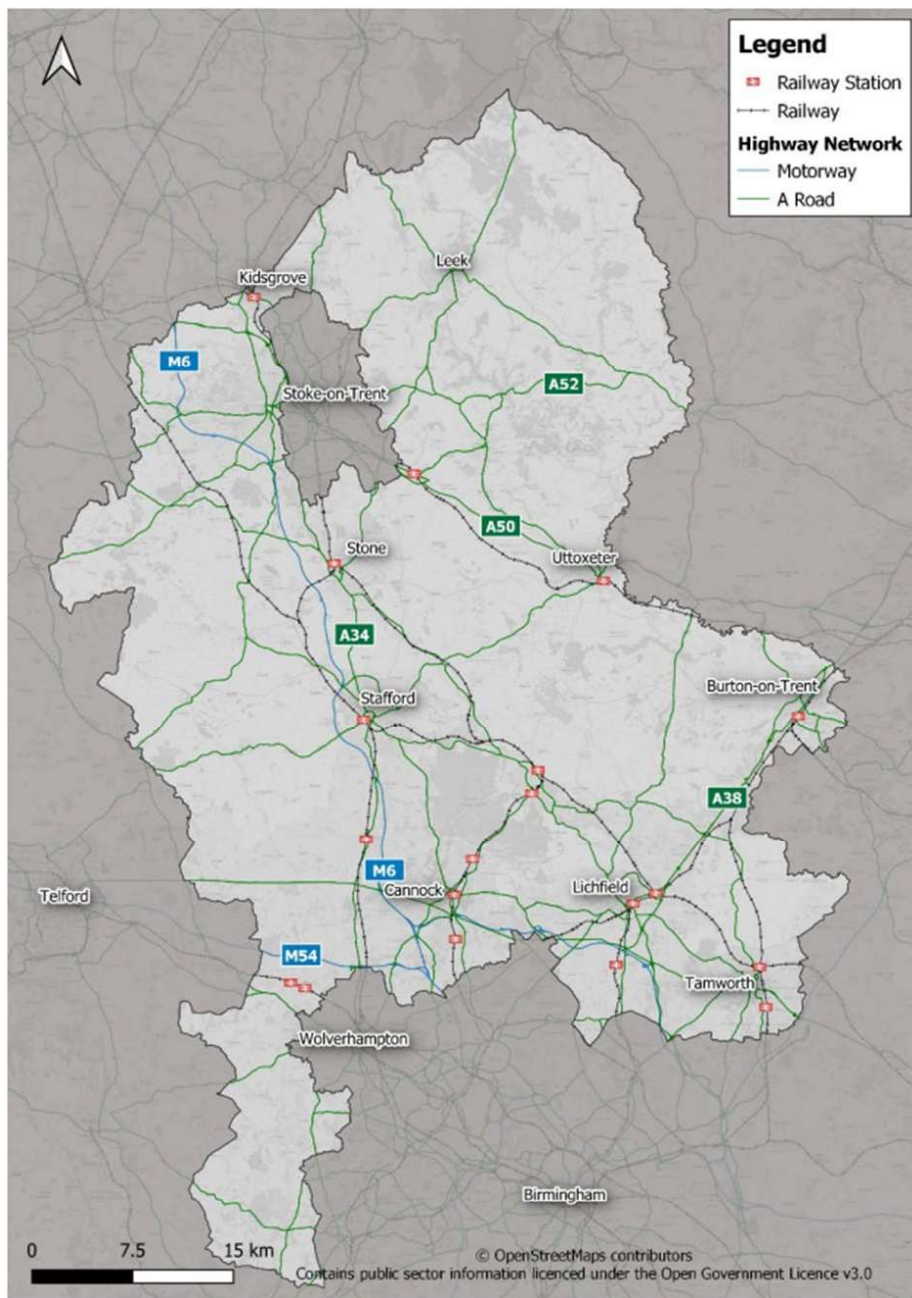 Legend
Railway Station
Railway
Highway Network
Motorway
A Road
Leek
Kidsgrove
M6
A52
Stoke-on-Trent
A50
Stone
Uttoxeter
A34
Burton-on-Trent
Stafford
A38
M6
Cannock
Lichfield
Telford
M54
Tamworth
Wolverhampton
Birmingham
0 7.5 15 km
© OpenStreetMaps contributors
Contains public sector information licenced under the Open Government Licence v3.0